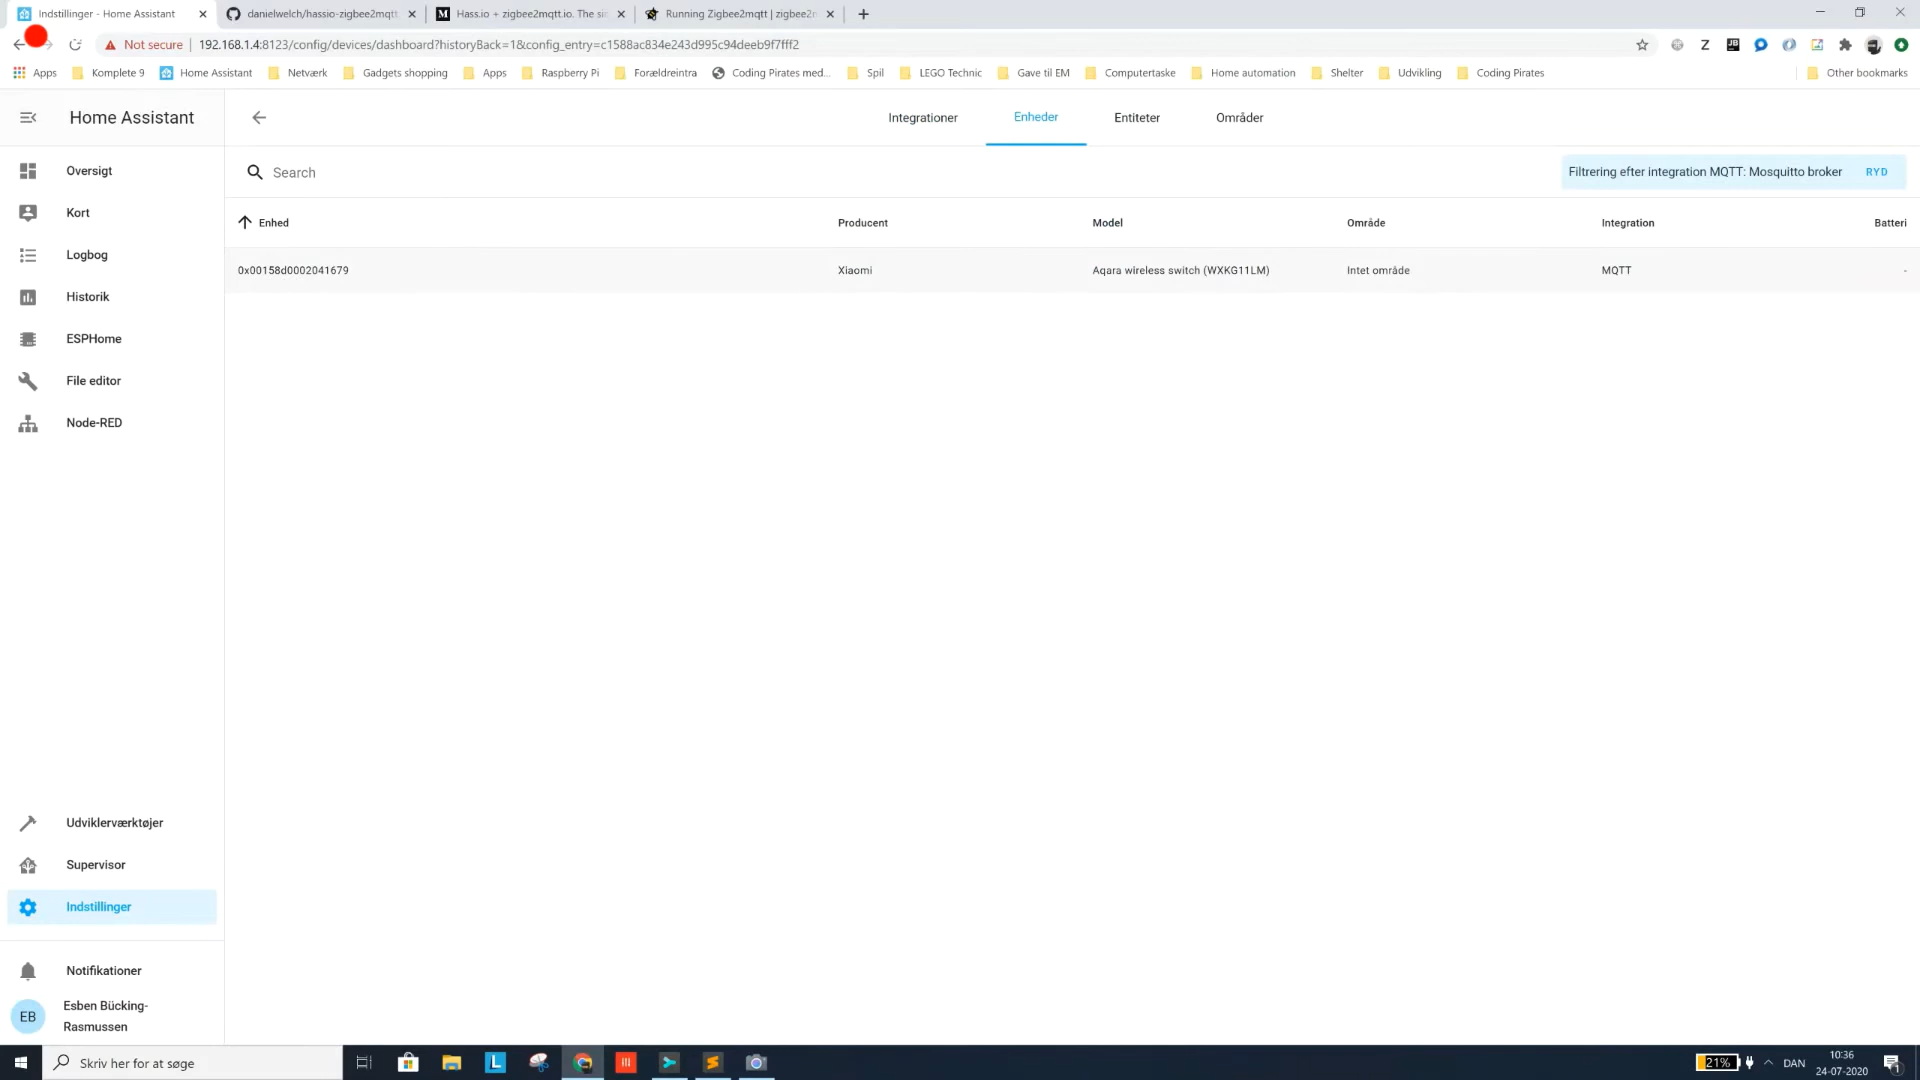 Indstillinger - Home Assistant
danielwelch/hassio-zigbee2mqtt
Hass.io + zigbee2mqtt.io. The si
Running Zigbee2mqtt | zigbee2m
Not secure
192.168.1.4:8123/config/devices/dashboard?historyBack=1&config_entry=c1588ac834e243d995c94deeb9f7fff2
Apps
Komplete 9
Home Assistant
Netværk
Gadgets shopping
Apps
Raspberry Pi
Forældreintra
Coding Pirates med...
Spil
LEGO Technic
Gave til EM
Computertaske
Home automation
Shelter
Udvikling
Coding Pirates
Other bookmarks
Home Assistant
Integrationer
Enheder
Entiteter
Områder
Oversigt
Kort
Logbog
Historik
ESPHome
File editor
Node-RED
Udviklerværktøjer
Supervisor
Indstillinger
Notifikationer
EB
Esben Bücking-
Rasmussen
Search
Filtrering efter integration MQTT: Mosquitto broker
RYD
Enhed
Producent
Model
Område
Integration
Batteri
0x00158d0002041679
Xiaomi
Aqara wireless switch (WXKG11LM)
Intet område
MQTT
-
Skriv her for at søge
21%
DAN
10:36
24-07-2020
1